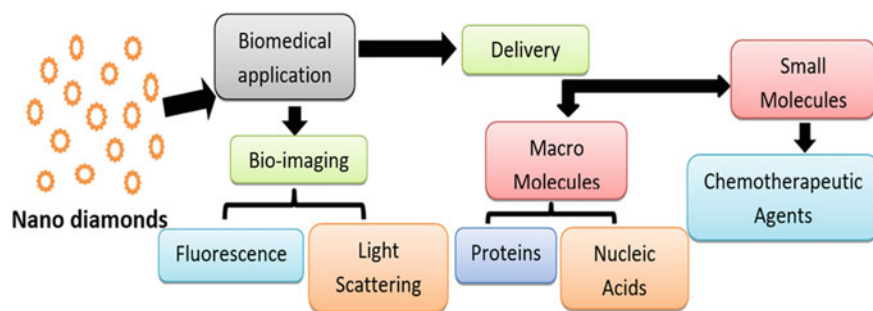 Nano diamonds
Biomedical
application
Delivery
Small
Molecules
Bio-imaging
Macro
Molecules
Chemotherapeutic
Agents
Fluorescence
Light
Scattering
Proteins
Nucleic
Acids